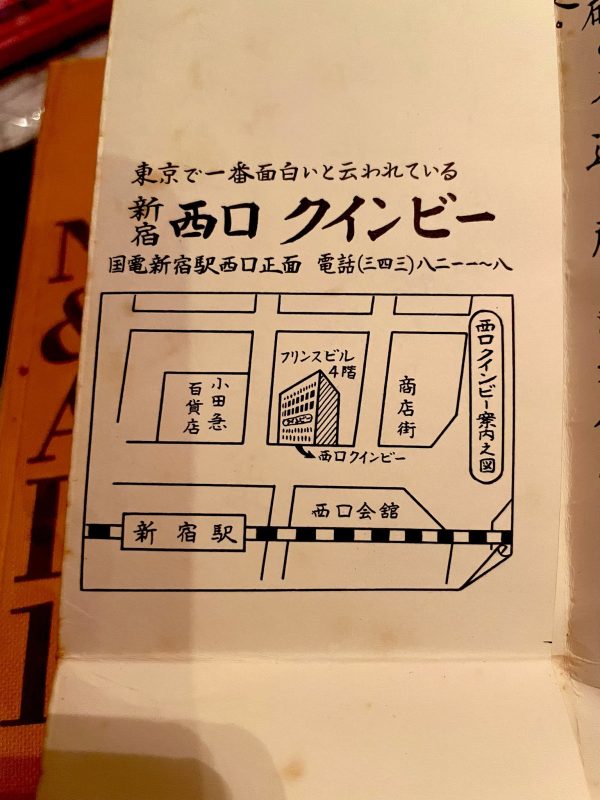 東京で一番面白いと云われている
新宿 西口 クインビー
国電新宿駅西口正面 電話(三四三)八二一一〜八
西口クインビー案内之図
フリンスビル
4階
小田急
百貨店
商店街
西口クインビー
西口会舘
新宿駅
N
&
A